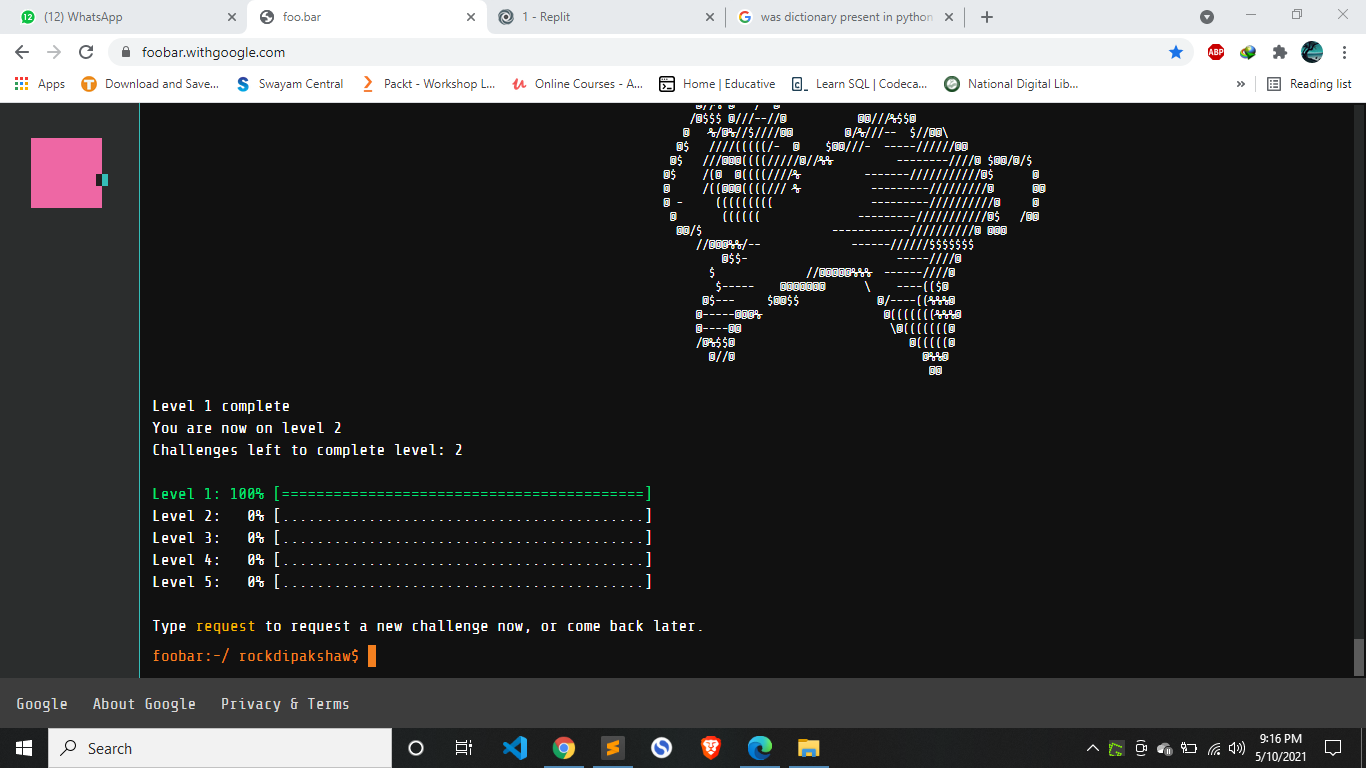 (12) WhatsApp
foo.bar
1 - Replit
was dictionary present in python
foobar.withgoogle.com
ABP
Apps
Download and Save...
Swayam Central
Packt - Workshop L...
Online Courses - A...
Home | Educative
Learn SQL | Codeca...
National Digital Lib...
»
Reading list
Level 1 complete
You are now on level 2
Challenges left to complete level: 2
Level 1: 100% [==========================================]
Level 2:   0% [..........................................]
Level 3:   0% [..........................................]
Level 4:   0% [..........................................]
Level 5:   0% [..........................................]
Type request to request a new challenge now, or come back later.
foobar:~/ rockdipakshaw$
Google About Google Privacy & Terms
Search
9:16 PM
5/10/2021